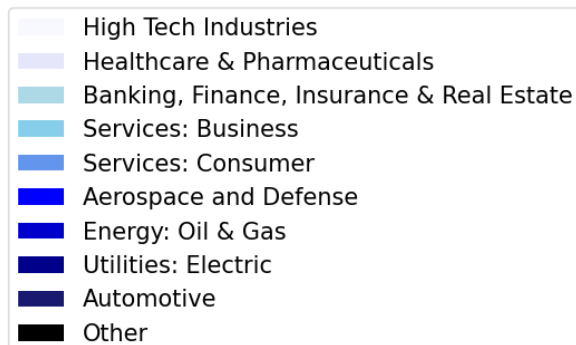 High Tech Industries
Healthcare & Pharmaceuticals
Banking, Finance, Insurance & Real Estate
Services: Business
Services: Consumer
Aerospace and Defense
Energy: Oil & Gas
Utilities: Electric
Automotive
Other